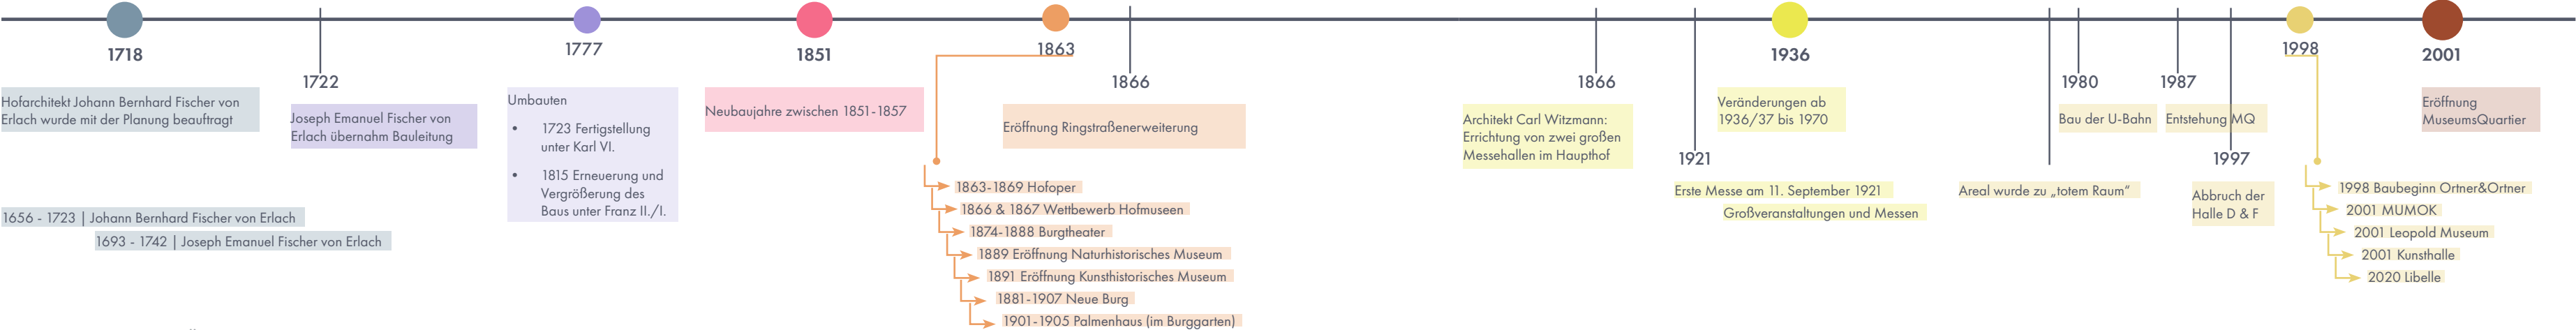 1718
Hofarchitekt Johann Bernhard Fischer von
Erlach wurde mit der Planung beauftragt
1656 - 1723 | Johann Bernhard Fischer von Erlach
1693 - 1742 | Joseph Emanuel Fischer von Erlach
1722
Joseph Emanuel Fischer von
Erlach übernahm Bauleitung
1777
Umbauten
• 1723 Fertigstellung
unter Karl VI.
• 1815 Erneuerung und
Vergrößerung des
Baus unter Franz II./I.
1851
Neubaujahre zwischen 1851-1857
1863
1863-1869 Hofoper
1866 & 1867 Wettbewerb Hofmuseen
1874-1888 Burgtheater
1889 Eröffnung Naturhistorisches Museum
1891 Eröffnung Kunsthistorisches Museum
1881-1907 Neue Burg
1901-1905 Palmenhaus (im Burggarten)
1866
Eröffnung Ringstraßenerweiterung
1866
Architekt Carl Witzmann:
Errichtung von zwei großen
Messehallen im Haupthof
1921
Erste Messe am 11. September 1921
Großveranstaltungen und Messen
1936
Veränderungen ab
1936/37 bis 1970
Areal wurde zu „totem Raum“
1980
Bau der U-Bahn
1987
Entstehung MQ
1997
Abbruch der
Halle D & F
1998
1998 Baubeginn Ortner&Ortner
2001 MUMOK
2001 Leopold Museum
2001 Kunsthalle
2020 Libelle
2001
Eröffnung
MuseumsQuartier